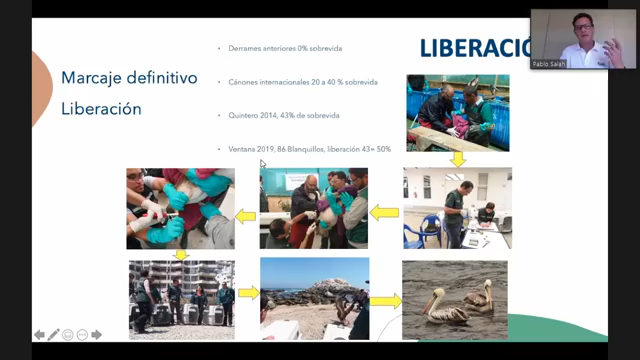 LIBERACIÓ
Marcaje definitivo
Liberación
• Derrames anteriores 0% sobrevida
• Cánones internacionales 20 a 40 % sobrevida
• Quintero 2014, 43% de sobrevida
• Ventana 2019, 86 Blanquillos, liberación 43= 50%
Pablo Salah